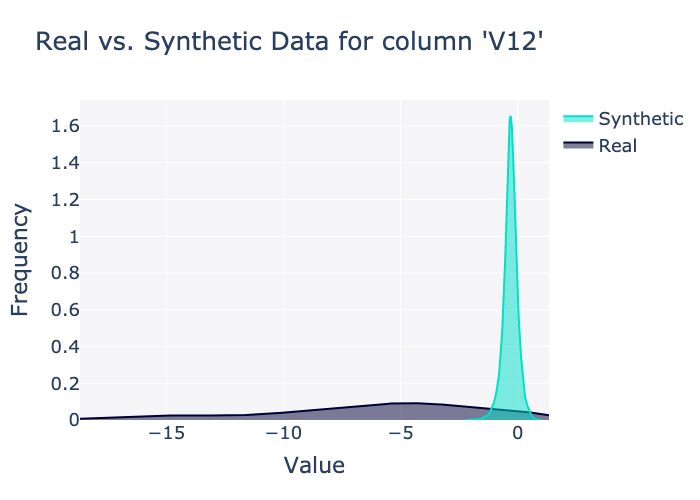 Real vs. Synthetic Data for column 'V12'
Synthetic
Real
Frequency
1.6
1.4
1.2
1
0.8
0.6
0.4
0.2
0
−15
−10
−5
0
Value